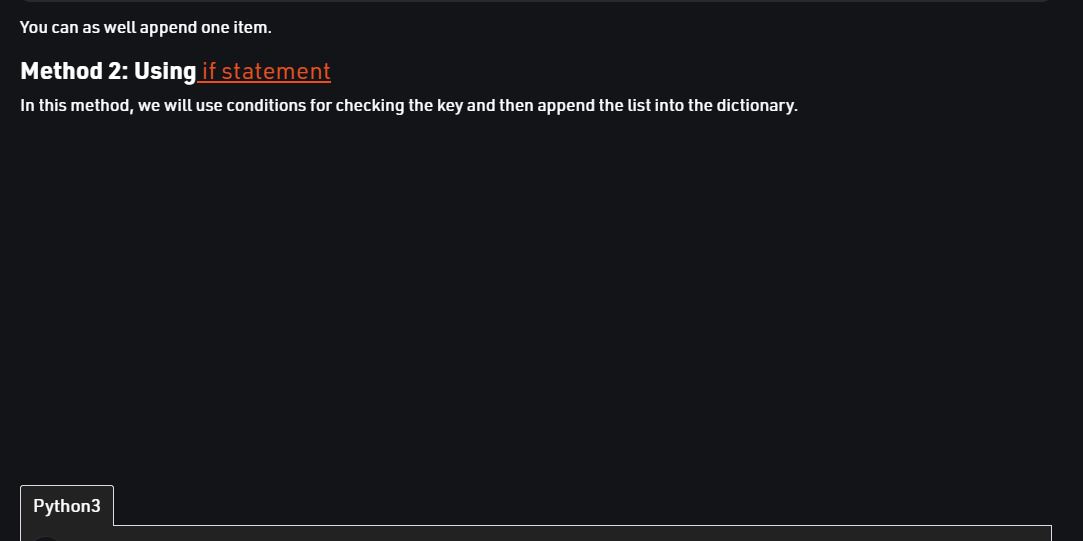 You can as well append one item.
Method 2: Using if statement
In this method, we will use conditions for checking the key and then append the list into the dictionary.
Python3